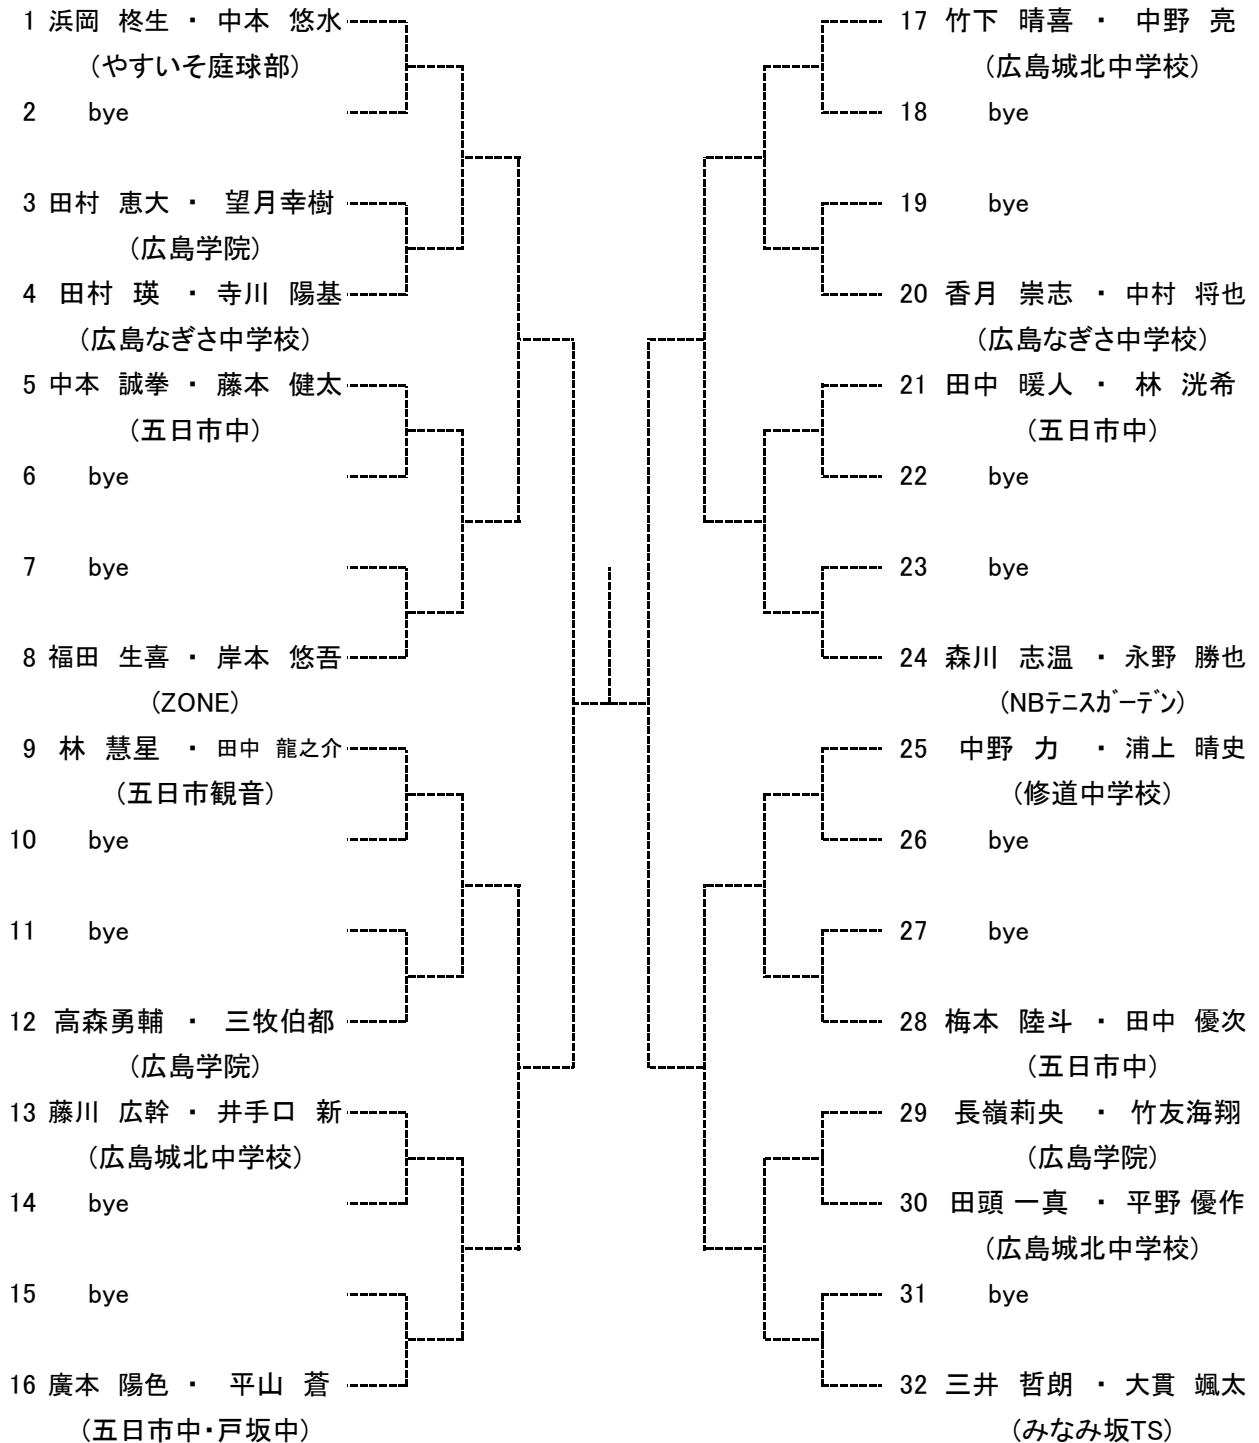 1 浜岡 柊生 ・ 中本 悠水
(やすいそ庭球部)
2 bye
3 田村 恵大 ・ 望月幸樹
(広島学院)
4 田村 瑛 ・ 寺川 陽基
(広島なぎさ中学校)
5 中本 誠拳 ・ 藤本 健太
(五日市中)
6 bye
7 bye
8 福田 生喜 ・ 岸本 悠吾
(ZONE)
9 林 慧星 ・ 田中 龍之介
(五日市観音)
10 bye
11 bye
12 高森勇輔 ・ 三牧伯都
(広島学院)
13 藤川 広幹 ・ 井手口 新
(広島城北中学校)
14 bye
15 bye
16 廣本 陽色 ・ 平山 蒼
(五日市中・戸坂中)
17 竹下 晴喜 ・ 中野 亮
(広島城北中学校)
18 bye
19 bye
20 香月 崇志 ・ 中村 将也
(広島なぎさ中学校)
21 田中 暖人 ・ 林 洸希
(五日市中)
22 bye
23 bye
24 森川 志温 ・ 永野 勝也
(NBテニスガーデン)
25 中野 力 ・ 浦上 晴史
(修道中学校)
26 bye
27 bye
28 梅本 陸斗 ・ 田中 優次
(五日市中)
29 長嶺莉央 ・ 竹友海翔
(広島学院)
30 田頭 一真 ・ 平野 優作
(広島城北中学校)
31 bye
32 三井 哲朗 ・ 大貫 颯太
(みなみ坂TS)